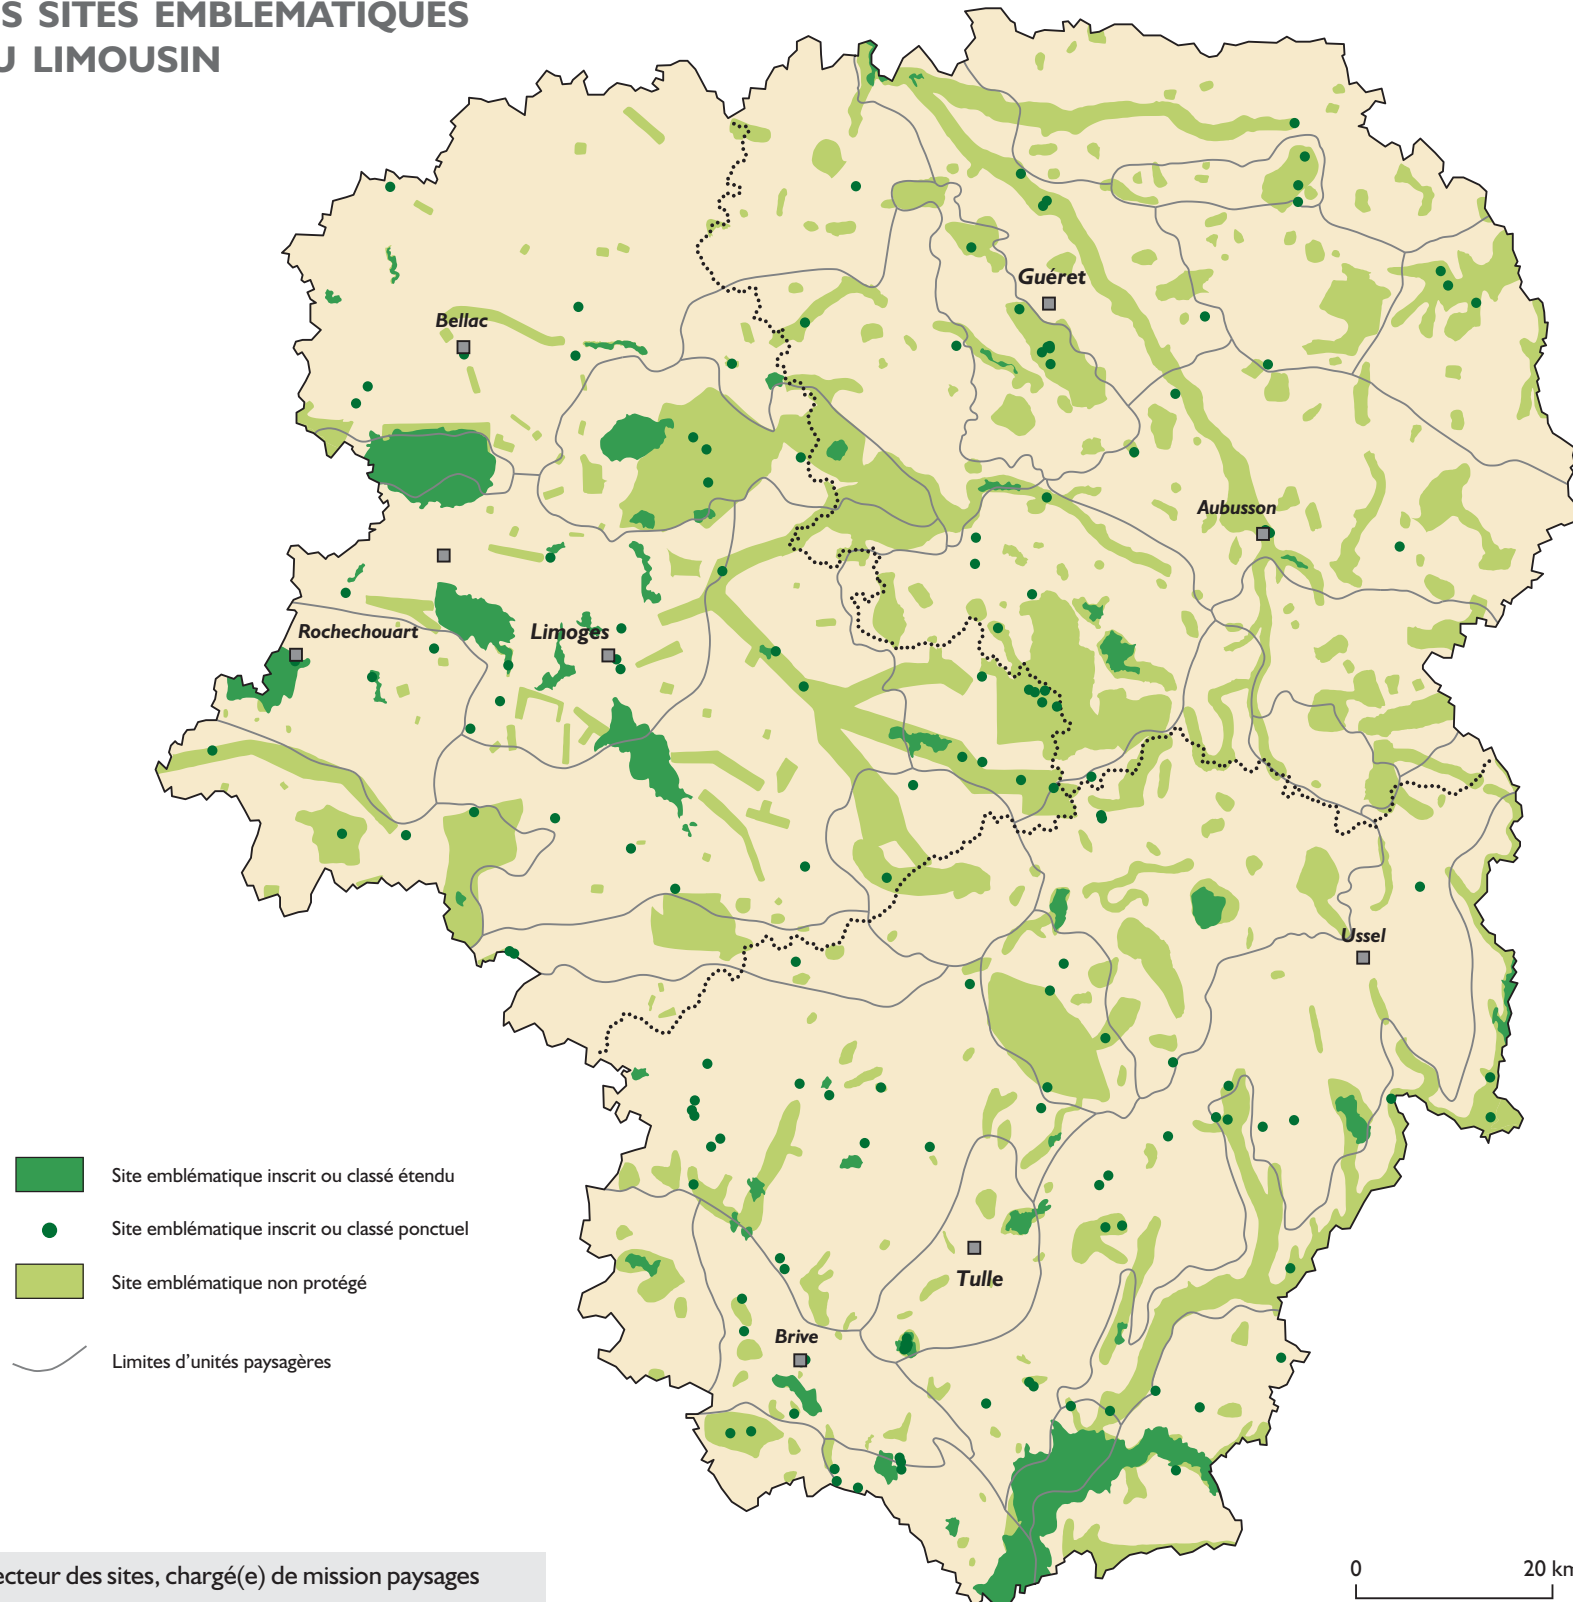 S SITES EMBLÉMATIQUES
U LIMOUSIN
Guéret
Bellac
Aubusson
Rochechouart
Limoges
Ussel
Site emblématique inscrit ou classé étendu
Site emblématique inscrit ou classé ponctuel
Site emblématique non protégé
Tulle
Brive
Limites d'unités paysagères
ecteur des sites, chargé(e) de mission paysages
0 20 km